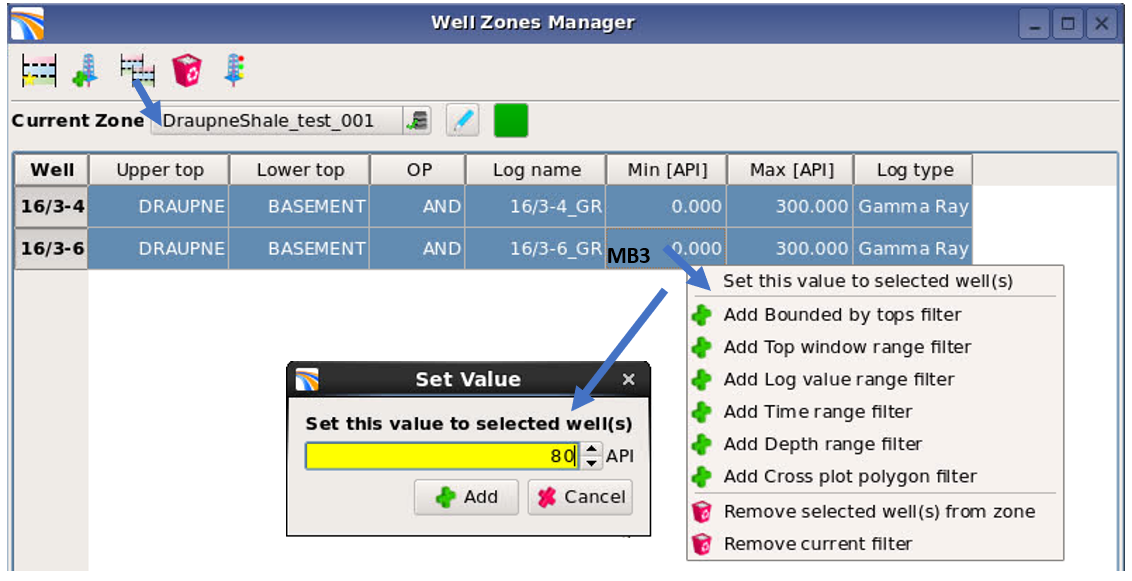 Well Zones Manager
Current Zone DraupneShale_test_001
Well Upper top Lower top OP Log name Min [API] Max [API] Log type
16/3-4 DRAUPNE BASEMENT AND 16/3-4_GR 0.000 300.000 Gamma Ray
16/3-6 DRAUPNE BASEMENT AND 16/3-6_GR 0.000 300.000 Gamma Ray
MB3
Set this value to selected well(s)
Add Bounded by tops filter
Add Top window range filter
Add Log value range filter
Add Time range filter
Add Depth range filter
Add Cross plot polygon filter
Remove selected well(s) from zone
Remove current filter
Set Value
Set this value to selected well(s)
80 API
Add Cancel